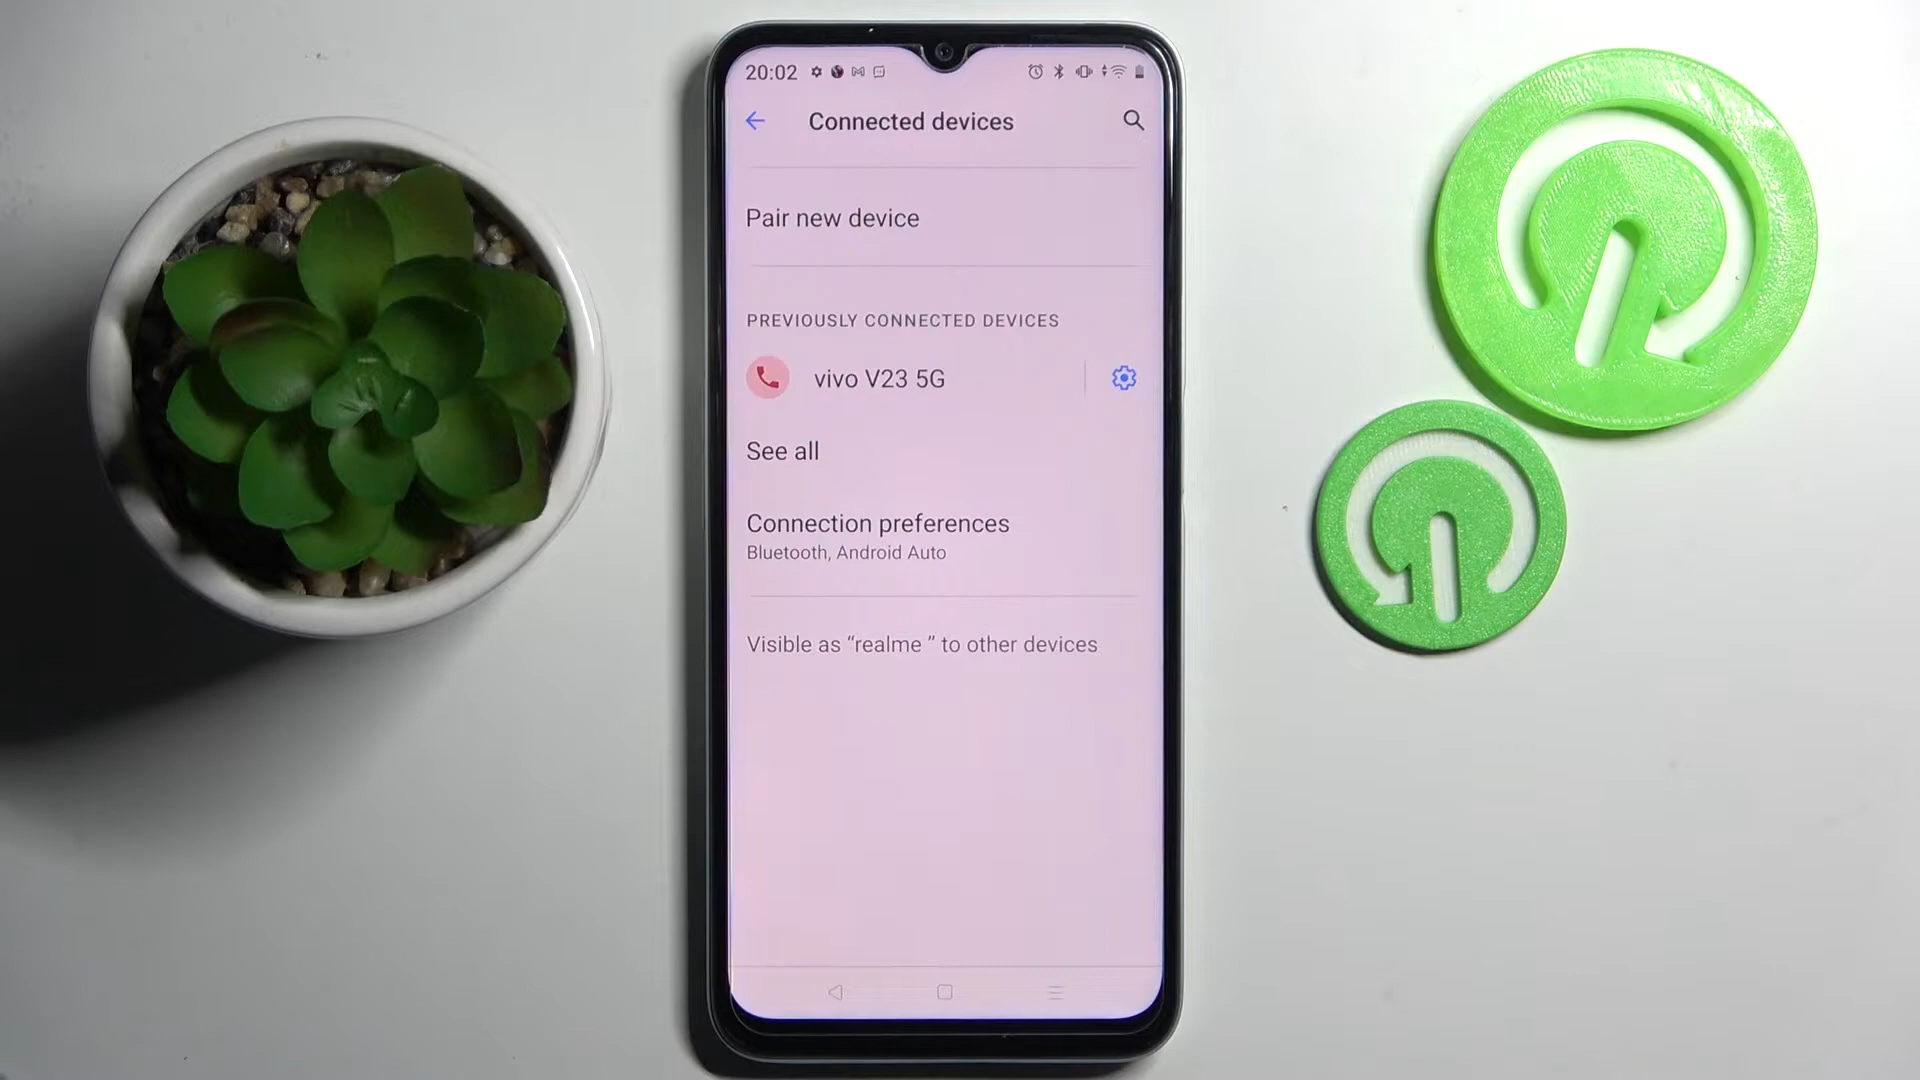 20:02
Connected devices
Pair new device
PREVIOUSLY CONNECTED DEVICES
vivo V23 5G
See all
Connection preferences
Bluetooth, Android Auto
Visible as “realme ” to other devices